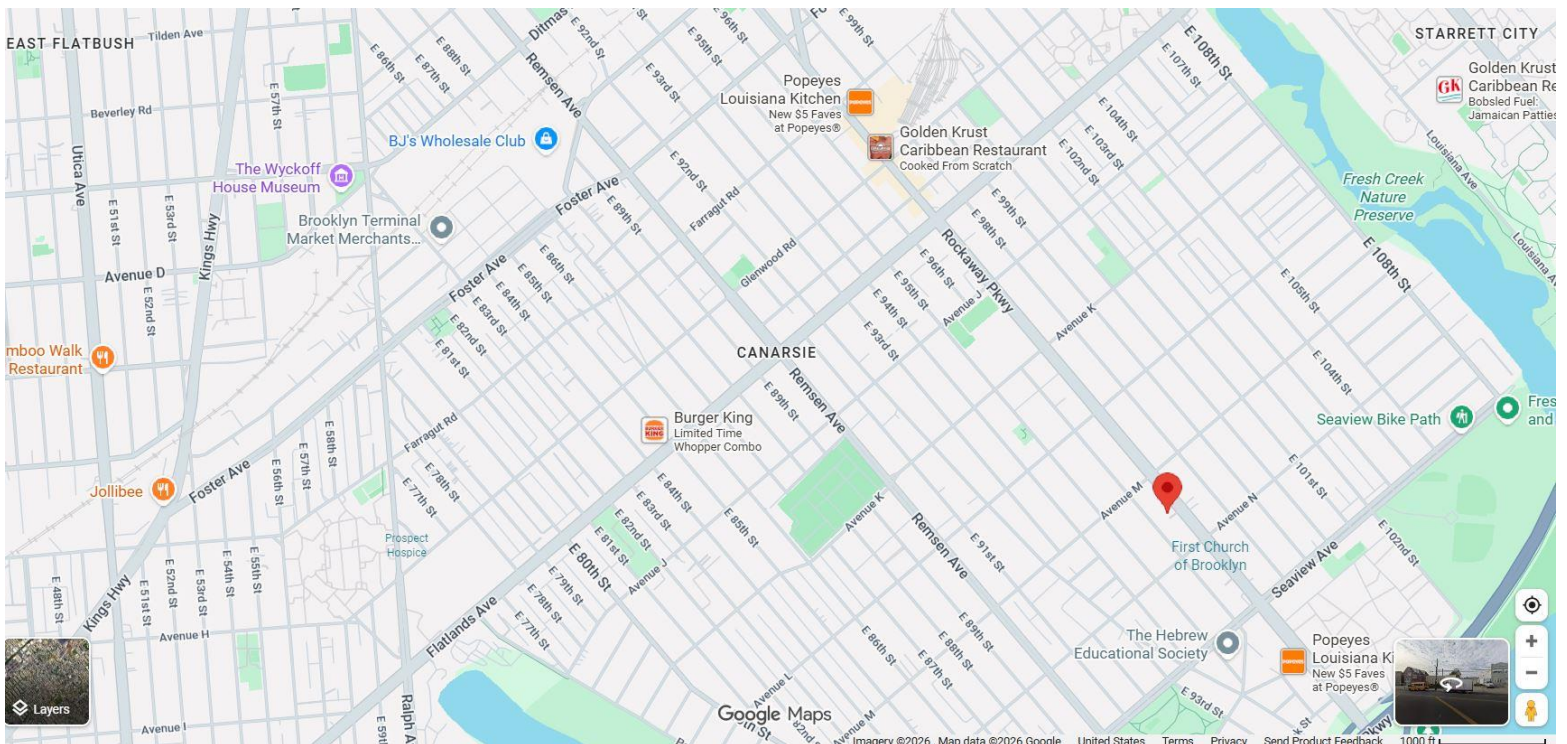 EAST FLATBUSH
Tilden Ave
E 86th St
E 87th St
E 88th St
Ditmas
E 92nd St
Remsen Ave
E 95th St
E 96th St
E 93rd St
E 99th St
E 108th St
E 107th St
STARRETT CITY
Golden Krust
Caribbean Re
Bobsled Fuel:
Jamaican Patties
GK
Beverley Rd
E 57th St
Popeyes
Louisiana Kitchen
New $5 Faves
at Popeyes®
BJ's Wholesale Club
Golden Krust
Caribbean Restaurant
Cooked From Scratch
E 104th St
E 103rd St
E 102nd St
Louisiana Ave
Utica Ave
The Wyckoff
House Museum
E 92nd St
Foster Ave
E 89th St
Farragut Rd
Fresh Creek
Nature
Preserve
E 51st St
E 53rd St
Kings Hwy
Brooklyn Terminal
Market Merchants...
E 99th St
E 98th St
Rockaway Pkwy
Louisiana Av
Avenue D
E 52nd St
Foster Ave
E 86th St
E 85th St
E 84th St
E 83rd St
E 82nd St
E 81st St
Glenwood Rd
E 96th St
E 95th St
E 94th St
E 93rd St
Avenue J
Avenue K
E 108th St
E 105th St
mboo Walk
Restaurant
CANARSIE
E 104th St
E 89th St
Remsen Ave
Burger King
Limited Time
Whopper Combo
BURGER
KING
Seaview Bike Path
Fres
and
Farragut Rd
E 58th St
E 57th St
E 56th St
Foster Ave
E 78th St
E 77th St
Jollibee
E 84th St
E 83rd St
E 82nd St
E 81st St
E 85th St
Avenue K
Avenue M
Avenue N
E 101st St
Prospect
Hospice
E 80th St
E 79th St
E 78th St
E 77th St
Avenue J
Remsen Ave
E 91st St
First Church
of Brooklyn
E 102nd St
Seaview Ave
E 48th St
Kings Hwy
E 51st St
E 52nd St
E 53rd St
E 54th St
E 55th St
Avenue H
Flatlands Ave
E 86th St
E 87th St
E 88th St
E 89th St
The Hebrew
Educational Society
Popeyes
Louisiana Ki
New $5 Faves
at Popeyes®
E 93rd St
Layers
Avenue I
Ralph A
E 59th
Avenue L
Avenue M
Google Maps
Imagery ©2026 Map data ©2026 Google United States Terms Privacy Send Product Feedback 1000 ft